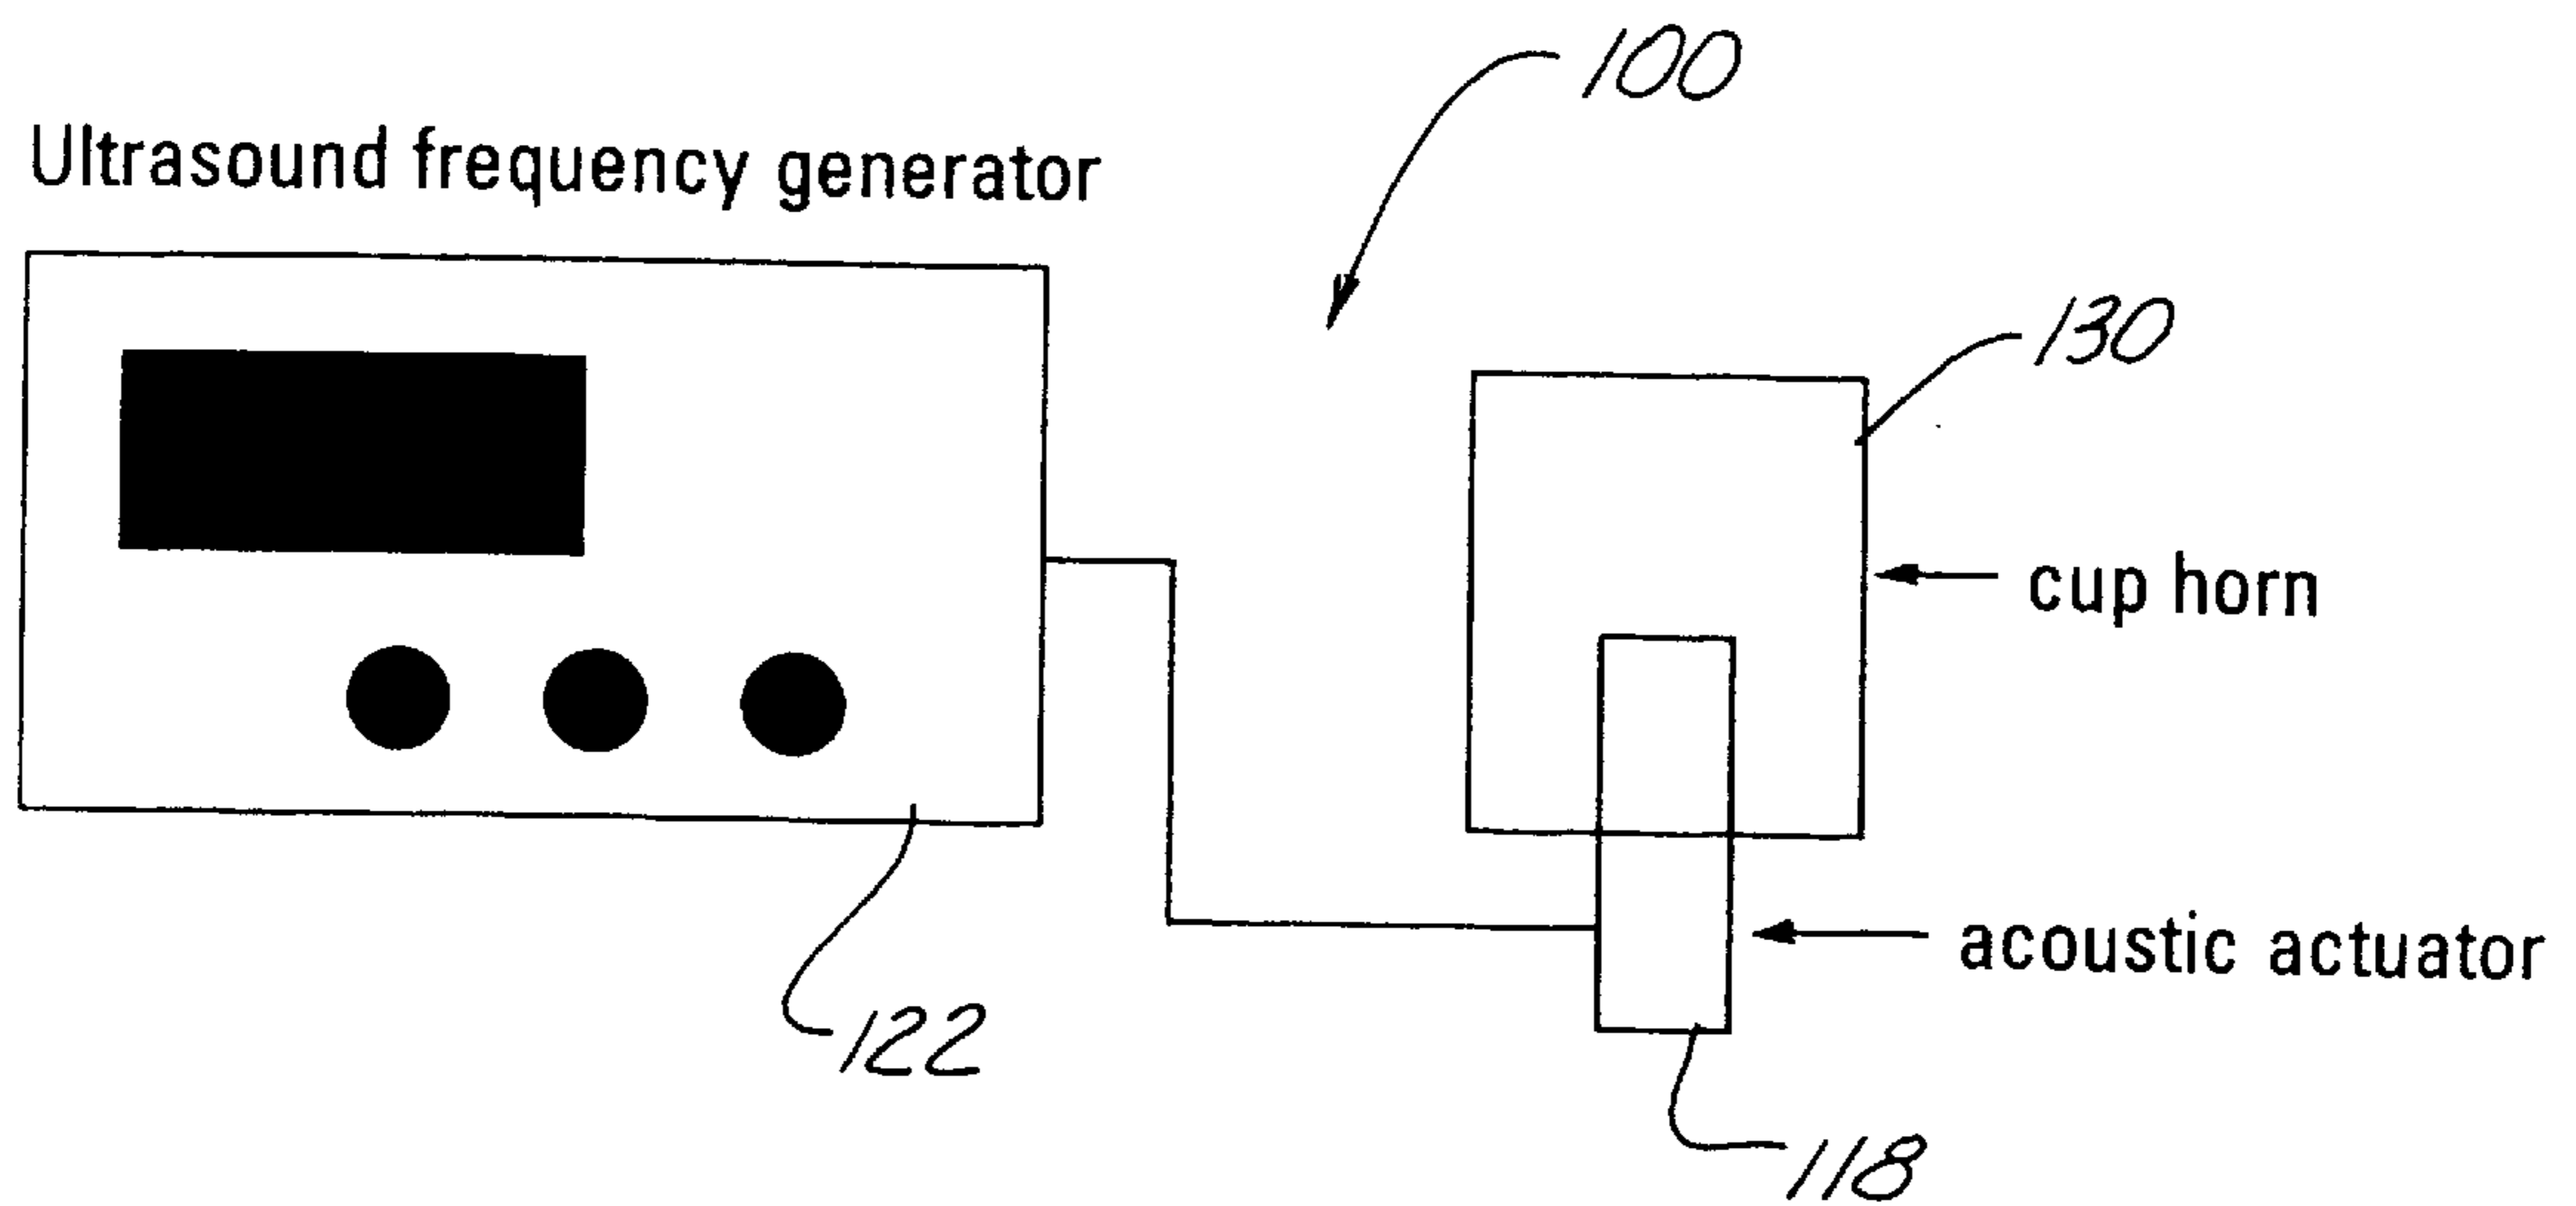 100
Ultrasound frequency generator
130
cup horn
acoustic actuator
122
118